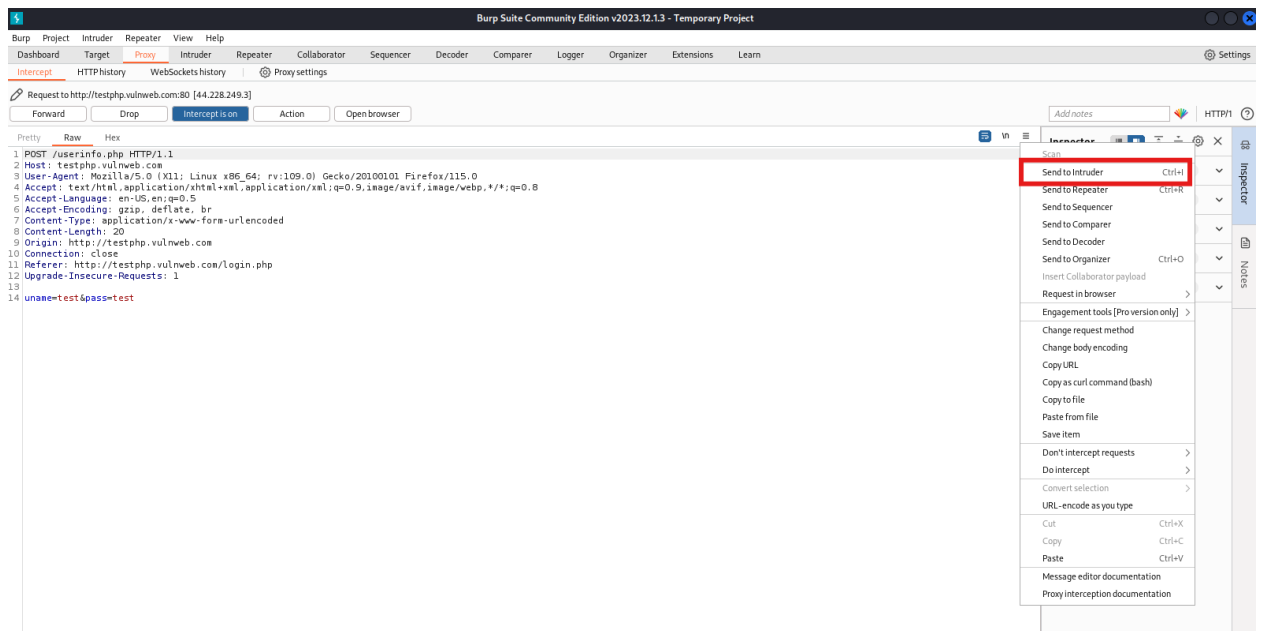 Burp Suite Community Edition v2023.12.1.3 - Temporary Project
Burp Project Intruder Repeater View Help
Dashboard Target Proxy Intruder Repeater Collaborator Sequencer Decoder Comparer Logger Organizer Extensions Learn Settings
Intercept HTTP history WebSockets history Proxy settings
Request to http://testphp.vulnweb.com:80 [44.228.249.3]
Forward Drop Intercept is on Action Open browser Add notes HTTP/1
Pretty Raw Hex \n Inspector
1 POST /userinfo.php HTTP/1.1
2 Host: testphp.vulnweb.com
3 User-Agent: Mozilla/5.0 (X11; Linux x86_64; rv:109.0) Gecko/20100101 Firefox/115.0
4 Accept: text/html,application/xhtml+xml,application/xml;q=0.9,image/avif,image/webp,*/*;q=0.8
5 Accept-Language: en-US,en;q=0.5
6 Accept-Encoding: gzip, deflate, br
7 Content-Type: application/x-www-form-urlencoded
8 Content-Length: 20
9 Origin: http://testphp.vulnweb.com
10 Connection: close
11 Referer: http://testphp.vulnweb.com/login.php
12 Upgrade-Insecure-Requests: 1
13
14 uname=test&pass=test
Scan
Send to Intruder Ctrl+I
Send to Repeater Ctrl+R
Send to Sequencer
Send to Comparer
Send to Decoder
Send to Organizer Ctrl+O
Insert Collaborator payload
Request in browser
Engagement tools [Pro version only]
Change request method
Change body encoding
Copy URL
Copy as curl command (bash)
Copy to file
Paste from file
Save item
Don't intercept requests
Do intercept
Convert selection
URL-encode as you type
Cut Ctrl+X
Copy Ctrl+C
Paste Ctrl+V
Message editor documentation
Proxy interception documentation
Inspector
Notes